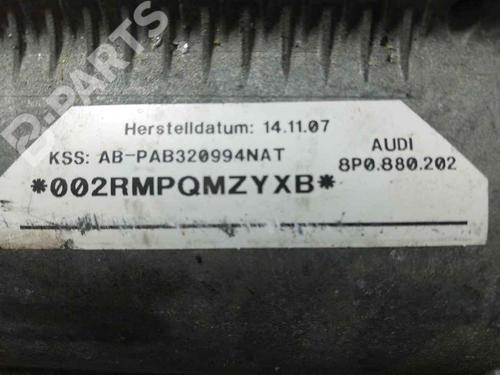 B-PARTS
Herstelldatum: 14.11.07
KSS: AB-PAB320994NAT
AUDI
8P0.880.202
*002RMPQMZYXB*